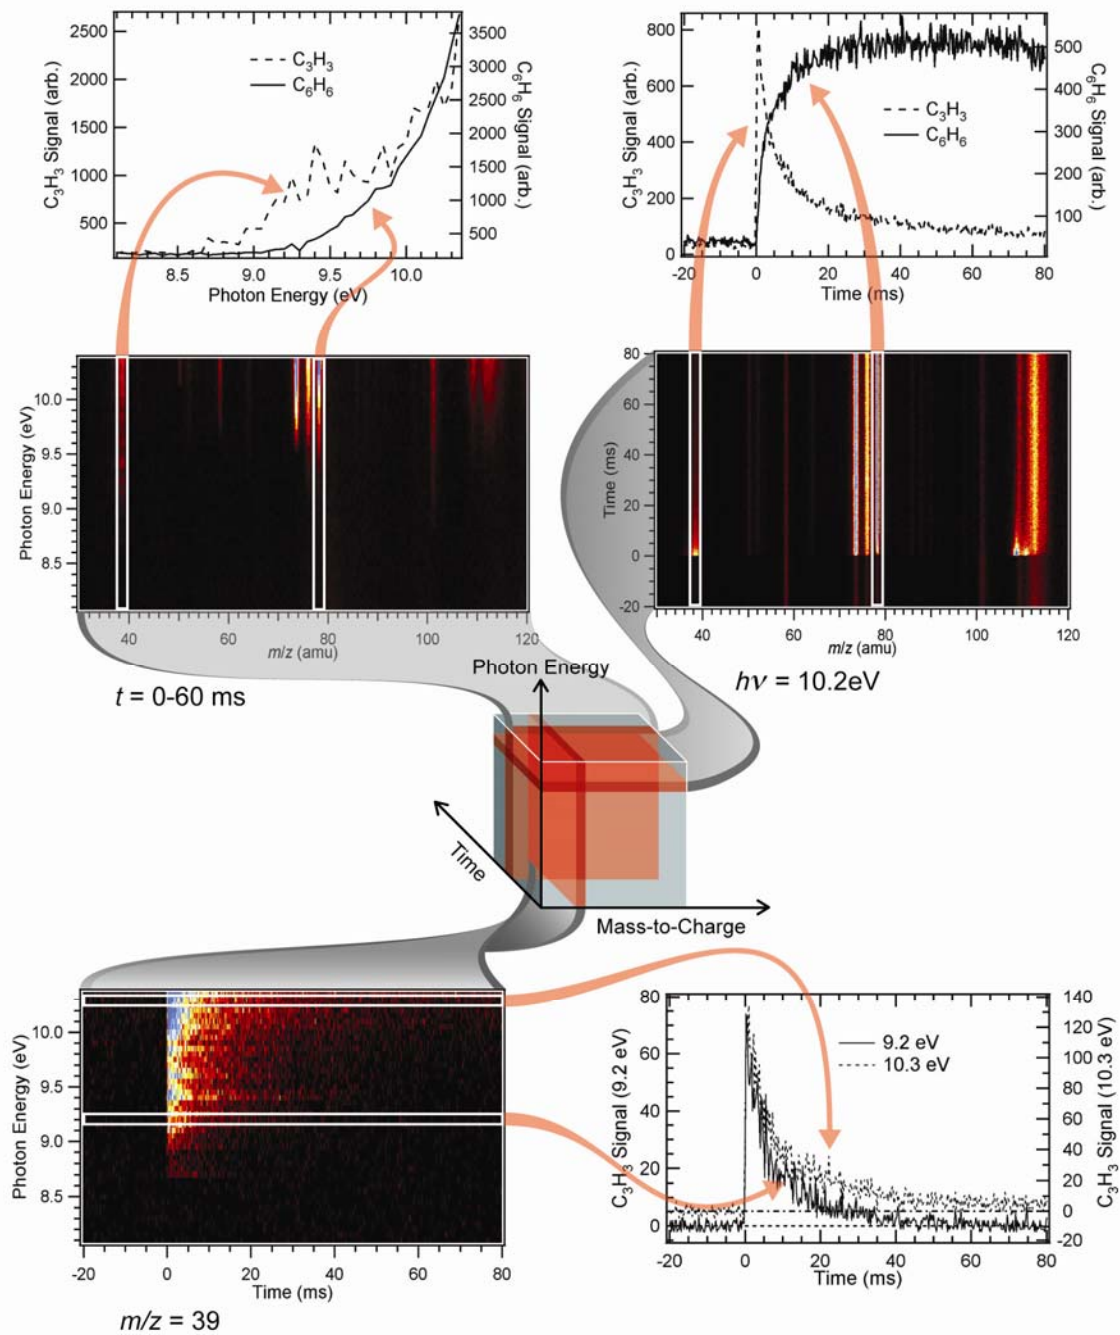 C₃H₃ Signal (arb.)
2500
2000
1500
1000
500
C₃H₃
C₆H₆
3500
3000
2500
2000
1500
1000
500
C₆H₆ Signal (arb.)
8.5 9.0 9.5 10.0
Photon Energy (eV)
C₃H₃ Signal (arb.)
800
600
400
200
0
C₃H₃
C₆H₆
500
400
300
200
100
C₆H₆ Signal (arb.)
-20 0 20 40 60 80
Time (ms)
Photon Energy (eV)
10.0
9.5
9.0
8.5
40 60 80 100 120
m/z (amu)
t = 0-60 ms
Time (ms)
80
60
40
20
0
-20
40 60 80 100 120
m/z (amu)
hν = 10.2eV
Photon Energy
Time
Mass-to-Charge
Photon Energy (eV)
10.0
9.5
9.0
8.5
-20 0 20 40 60 80
Time (ms)
m/z = 39
C₃H₃ Signal (9.2 eV)
80
60
40
20
0
9.2 eV
10.3 eV
140
120
100
80
60
40
20
0
-20
C₃H₃ Signal (10.3 eV)
-20 0 20 40 60 80
Time (ms)